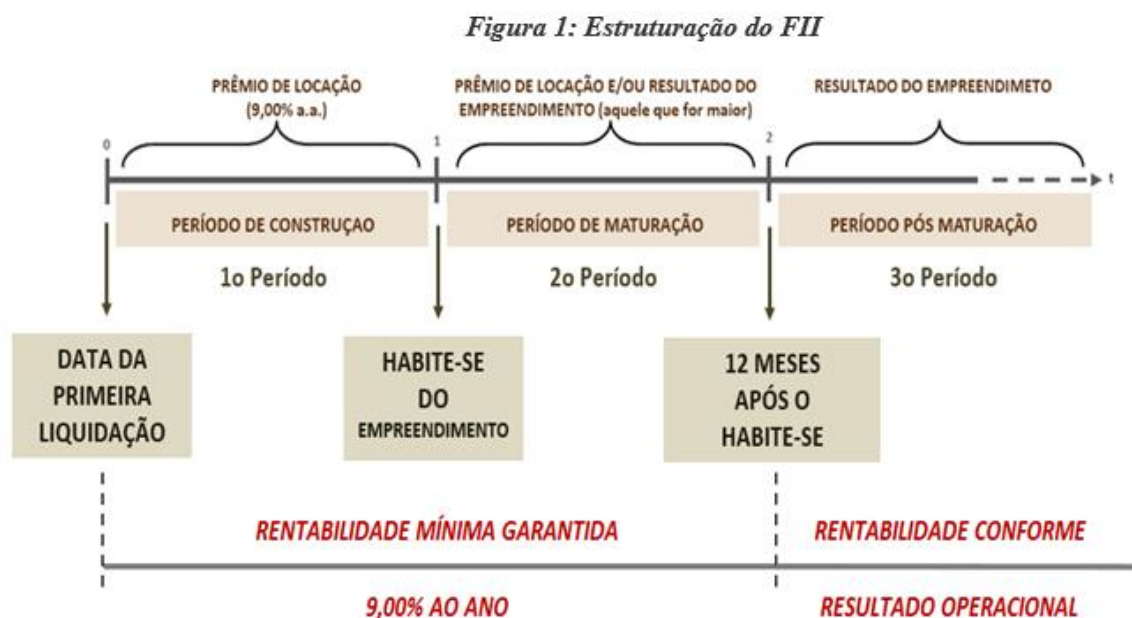 Figura 1: Estruturação do FII
PRÊMIO DE LOCAÇÃO
(9,00% a.a.)
PRÊMIO DE LOCAÇÃO E/OU RESULTADO DO
EMPREENDIMENTO (aquele que for maior)
RESULTADO DO EMPREENDIMETO
0
1
2
t
PERÍODO DE CONSTRUÇAO
PERÍODO DE MATURAÇÃO
PERÍODO PÓS MATURAÇÃO
1o Período
2o Período
3o Período
DATA DA
PRIMEIRA
LIQUIDAÇÃO
HABITE-SE
DO
EMPREENDIMENTO
12 MESES
APÓS O
HABITE-SE
RENTABILIDADE MÍNIMA GARANTIDA
RENTABILIDADE CONFORME
9,00% AO ANO
RESULTADO OPERACIONAL